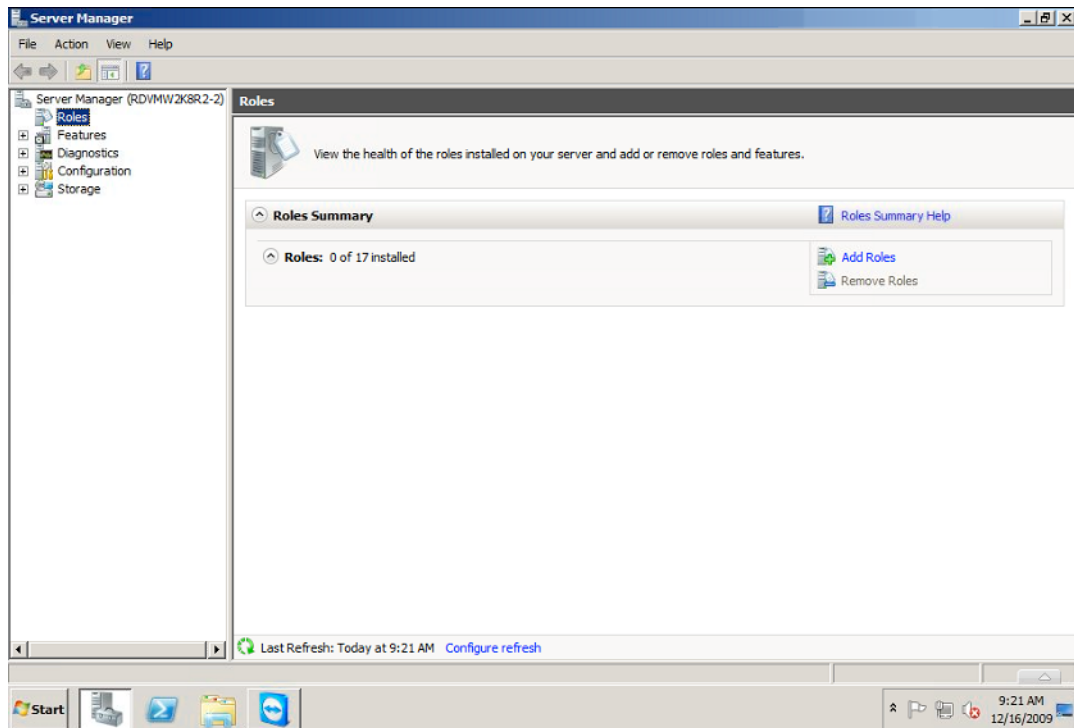 Server Manager
File Action View Help
Server Manager (RDVMW2K8R2-2)
Roles
Features
Diagnostics
Configuration
Storage
Roles
View the health of the roles installed on your server and add or remove roles and features.
Roles Summary
Roles Summary Help
Roles: 0 of 17 installed
Add Roles
Remove Roles
Last Refresh: Today at 9:21 AM Configure refresh
Start
9:21 AM
12/16/2009